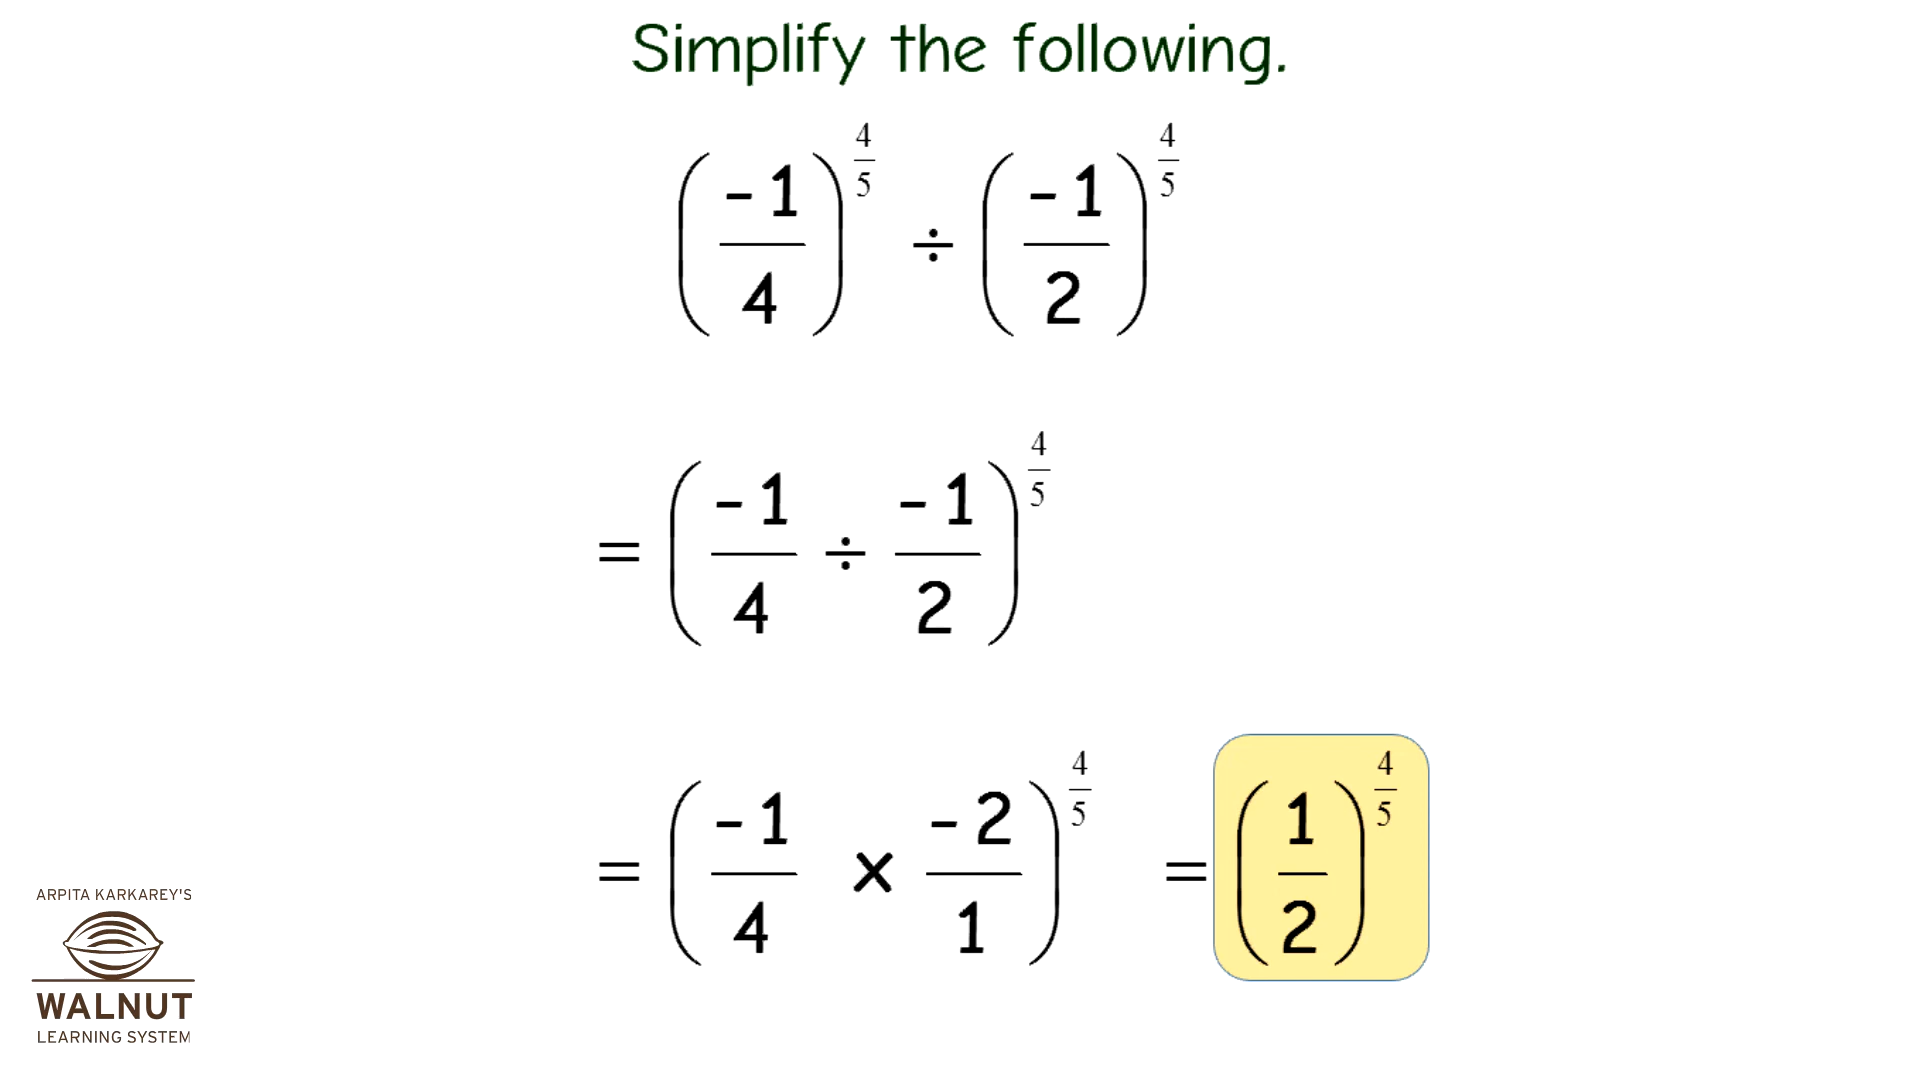 Simplify the following.
(-1/4)^(4/5) ÷ (-1/2)^(4/5)
= (-1/4 ÷ -1/2)^(4/5)
= (-1/4 × -2/1)^(4/5) = (1/2)^(4/5)
ARPITA KARKAREY'S
WALNUT
LEARNING SYSTEM